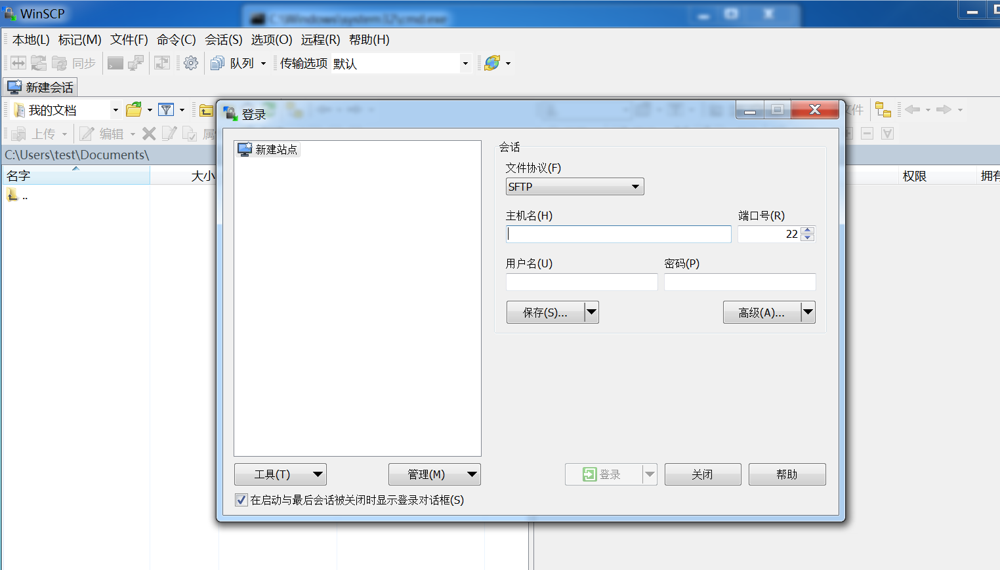 WinSCP
C:\Windows\system32\cmd.exe
本地(L) 标记(M) 文件(F) 命令(C) 会话(S) 选项(O) 远程(R) 帮助(H)
同步 队列 传输选项 默认
新建会话
我的文档
上传 编辑
C:\Users\test\Documents\
名字 大小
..
登录
新建站点
会话
文件协议(F)
SFTP
主机名(H) 端口号(R)
22
用户名(U) 密码(P)
保存(S)... 高级(A)...
工具(T) 管理(M) 登录 关闭 帮助
在启动与最后会话被关闭时显示登录对话框(S)
文件
权限 拥有